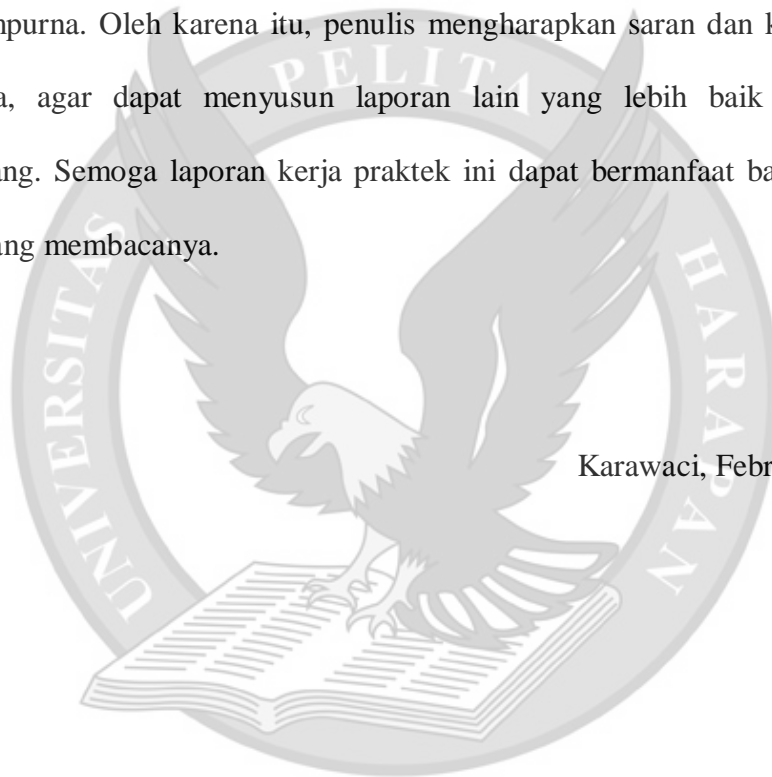 mpurna. Oleh karena itu, penulis mengharapkan saran dan k
a, agar dapat menyusun laporan lain yang lebih baik
ang. Semoga laporan kerja praktek ini dapat bermanfaat ba
ang membacanya.
Karawaci, Febr
UNIVERSITAS PELITA HARAPAN